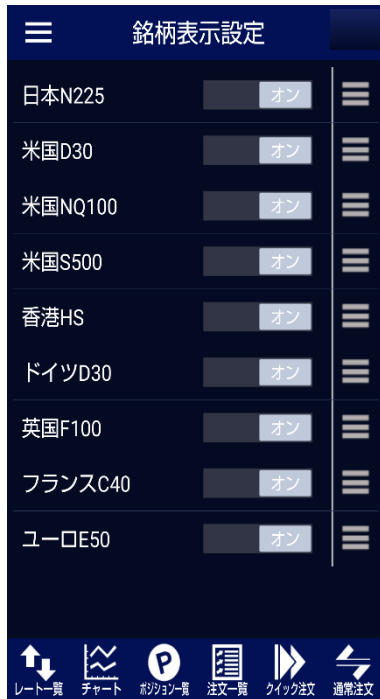 銘柄表示設定
日本N225 オン
米国D30 オン
米国NQ100 オン
米国S500 オン
香港HS オン
ドイツD30 オン
英国F100 オン
フランスC40 オン
ユーロE50 オン
P
レート一覧 チャート ポジション一覧 注文一覧 クイック注文 通常注文